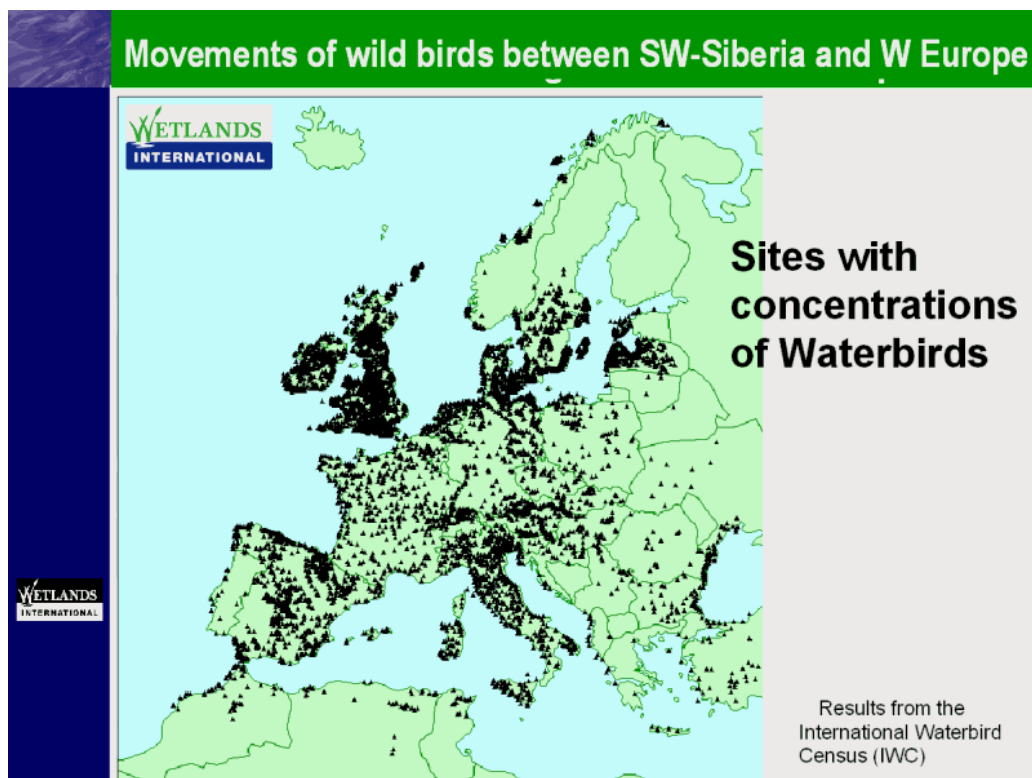 Movements of wild birds between SW-Siberia and W Europe
WETLANDS
INTERNATIONAL
Sites with
concentrations
of Waterbirds
WETLANDS
INTERNATIONAL
Results from the
International Waterbird
Census (IWC)